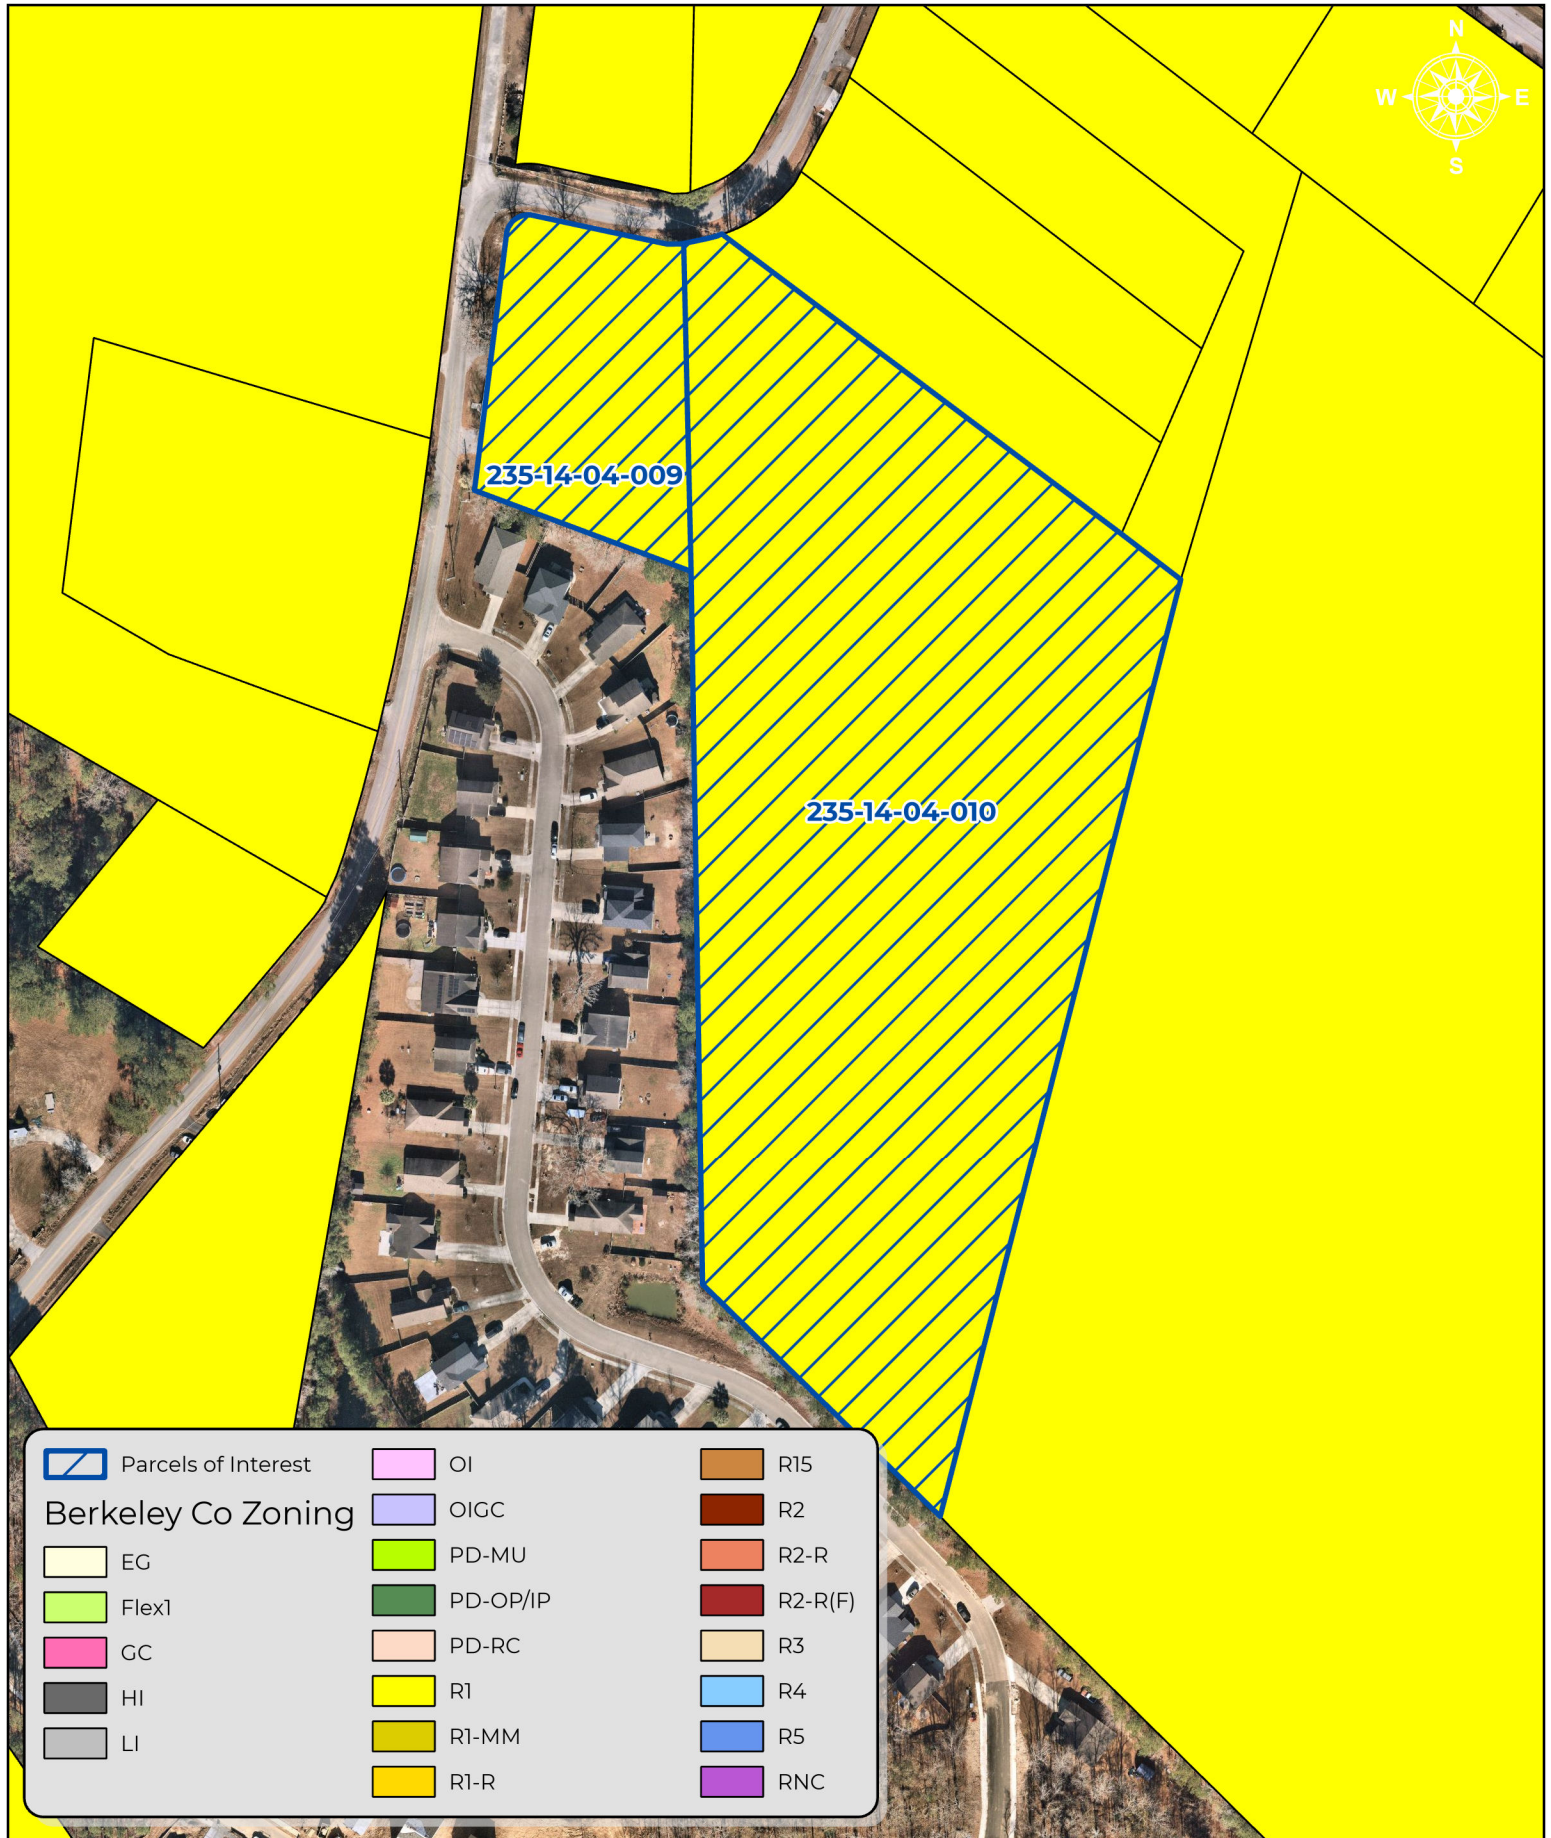 N
W E
S
235-14-04-009
235-14-04-010
Parcels of Interest
Berkeley Co Zoning
EG
Flex1
GC
HI
LI
OI
OIGC
PD-MU
PD-OP/IP
PD-RC
R1
R1-MM
R1-R
R15
R2
R2-R
R2-R(F)
R3
R4
R5
RNC